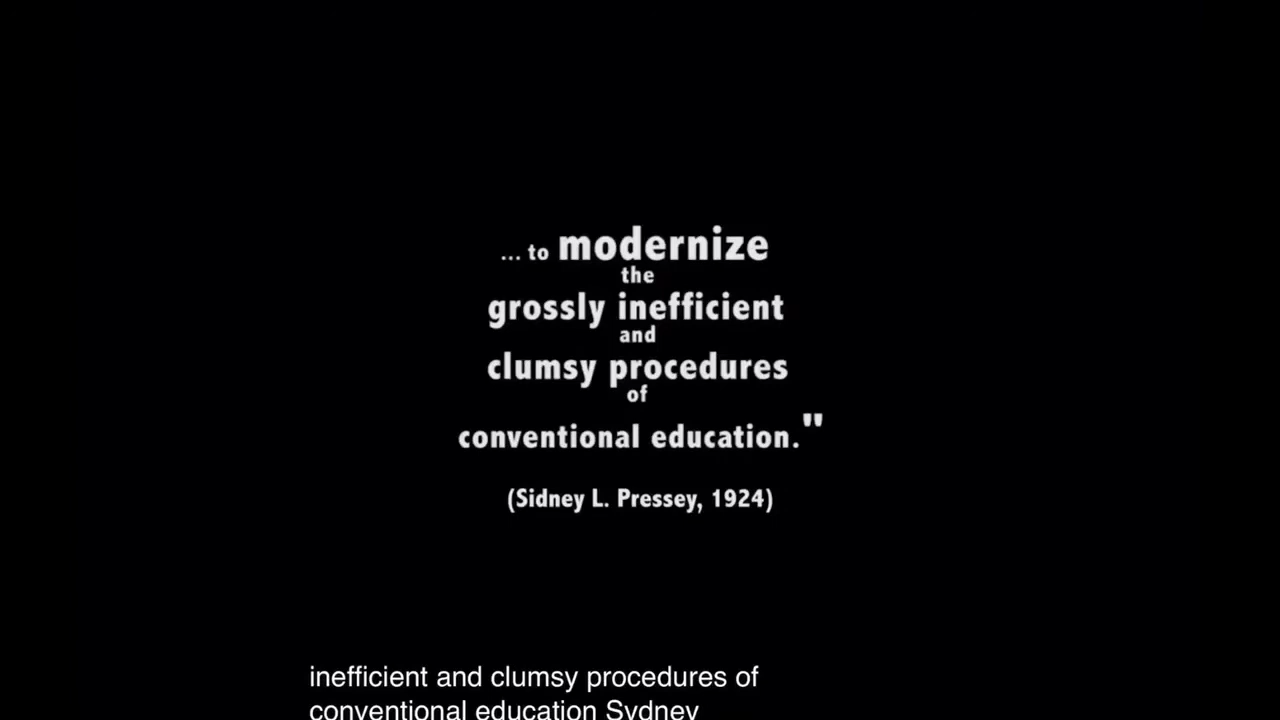 ... to modernize
the
grossly inefficient
and
clumsy procedures
of
conventional education."
(Sidney L. Pressey, 1924)
inefficient and clumsy procedures of
conventional education Sydney